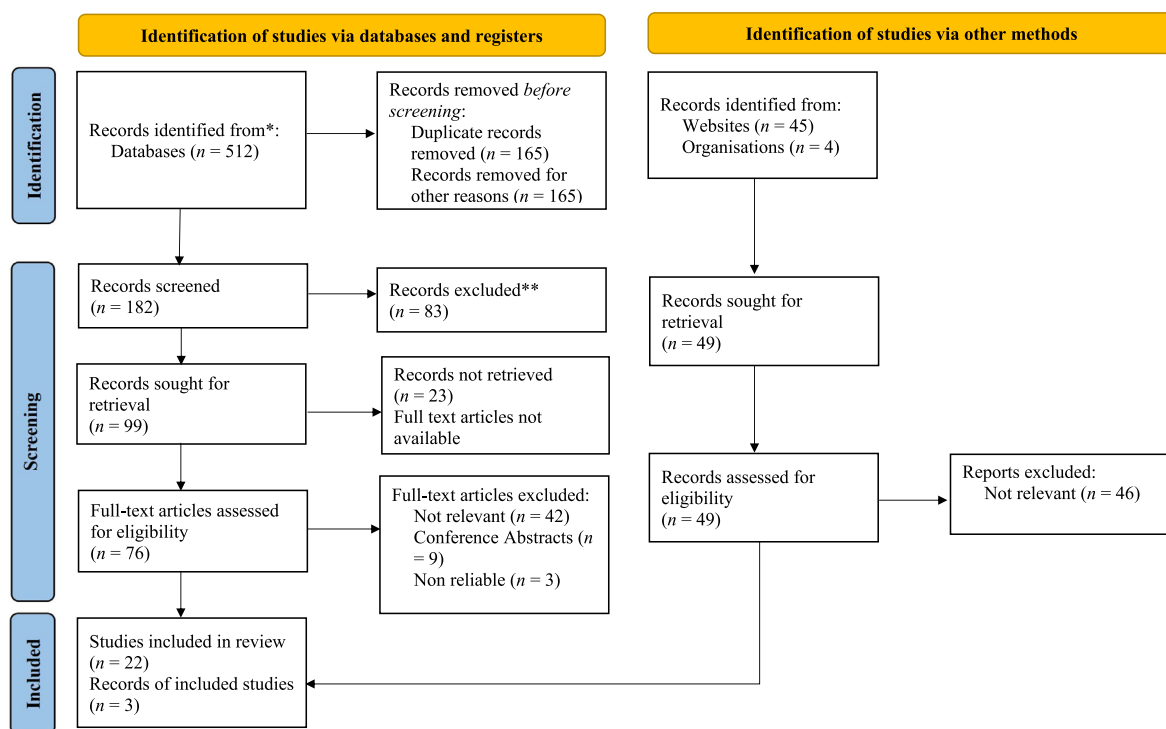 Identification of studies via databases and registers
Identification of studies via other methods
Identification
Records identified from*:
Databases (n = 512)
Records removed before
screening:
Duplicate records
removed (n = 165)
Records removed for
other reasons (n = 165)
Records identified from:
Websites (n = 45)
Organisations (n = 4)
Screening
Records screened
(n = 182)
Records excluded**
(n = 83)
Records sought for
retrieval
(n = 49)
Records sought for
retrieval
(n = 99)
Records not retrieved
(n = 23)
Full text articles not
available
Full-text articles assessed
for eligibility
(n = 76)
Full-text articles excluded:
Not relevant (n = 42)
Conference Abstracts (n
= 9)
Non reliable (n = 3)
Records assessed for
eligibility
(n = 49)
Reports excluded:
Not relevant (n = 46)
Included
Studies included in review
(n = 22)
Records of included studies
(n = 3)